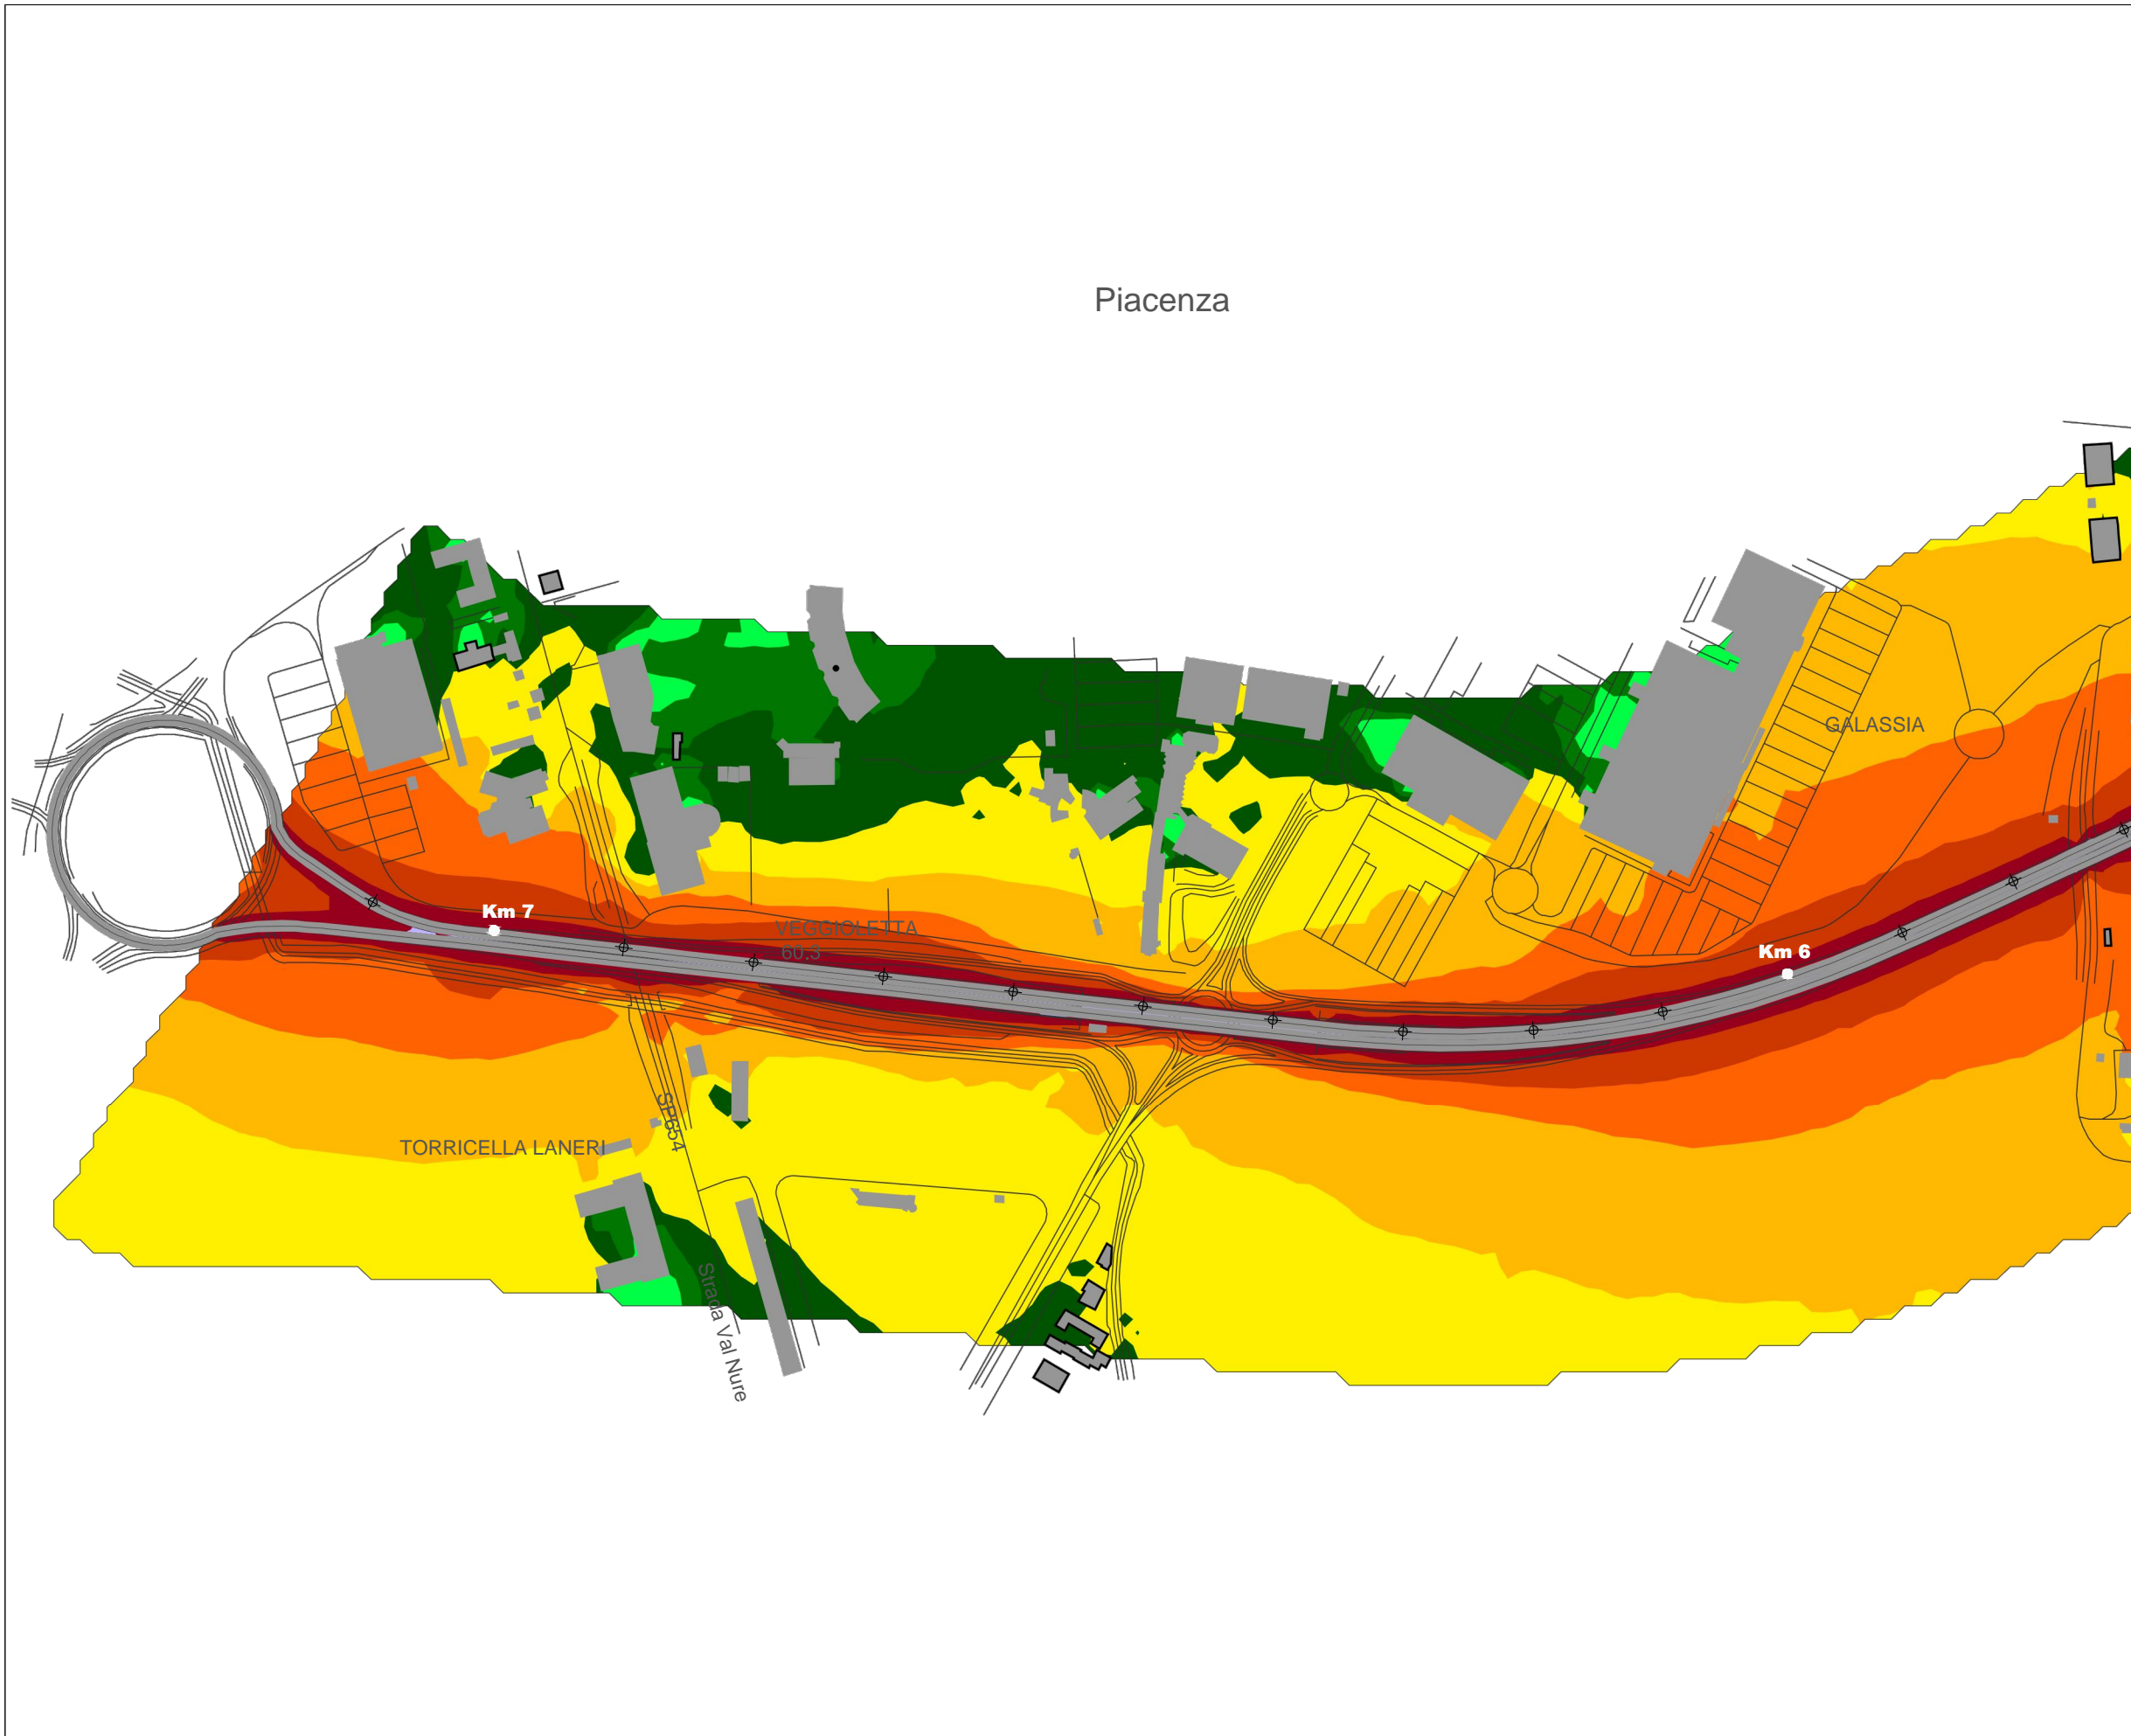 Piacenza
GALASSIA
Km 7
VEGGIOLETTA
60.3
Km 6
SP654
TORRICELLA LANERI
Strada Val Nure